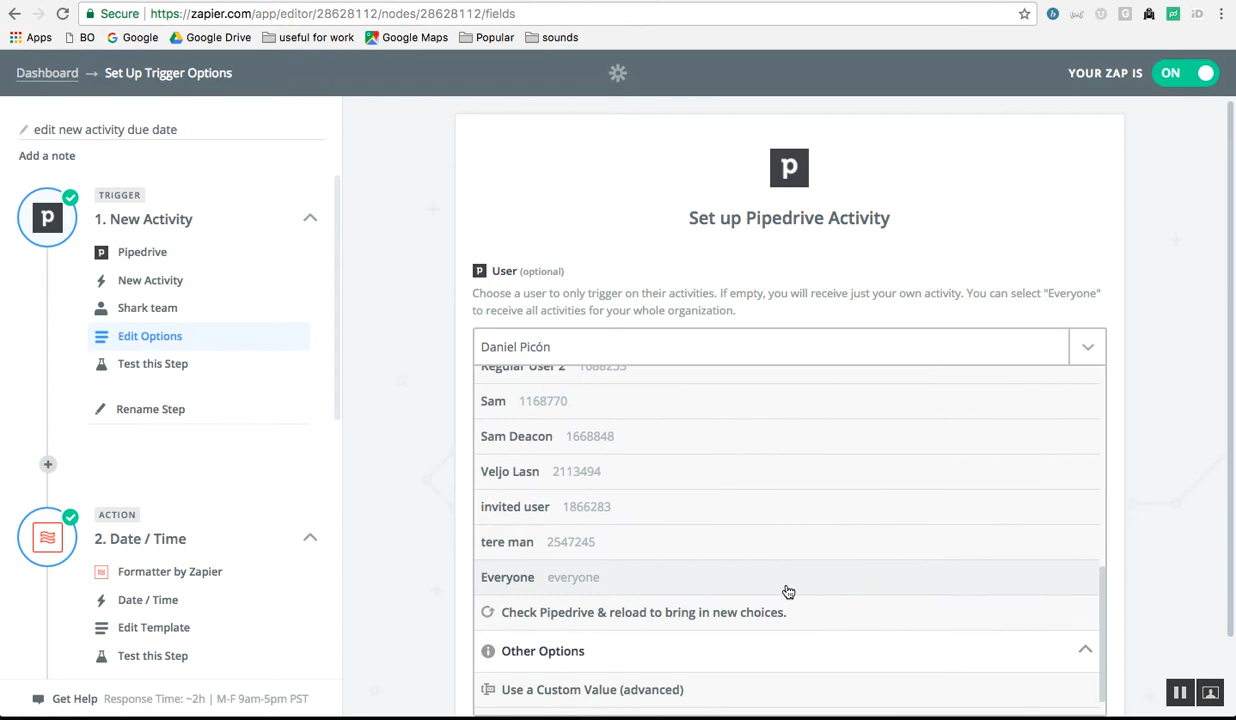 Secure | https://zapier.com/app/editor/28628112/nodes/28628112/fields
Apps BO Google Google Drive useful for work Google Maps Popular sounds
Dashboard → Set Up Trigger Options
YOUR ZAP IS ON
edit new activity due date
Add a note
TRIGGER
1. New Activity
Pipedrive
New Activity
Shark team
Edit Options
Test this Step
Rename Step
ACTION
2. Date / Time
Formatter by Zapier
Date / Time
Edit Template
Test this Step
Get Help Response Time: ~2h | M-F 9am-5pm PST
Set up Pipedrive Activity
User (optional)
Choose a user to only trigger on their activities. If empty, you will receive just your own activity. You can select "Everyone"
to receive all activities for your whole organization.
Daniel Picón
Regular User 2
Sam 1168770
Sam Deacon 1668848
Veljo Lasn 2113494
invited user 1866283
tere man 2547245
Everyone everyone
Check Pipedrive & reload to bring in new choices.
Other Options
Use a Custom Value (advanced)